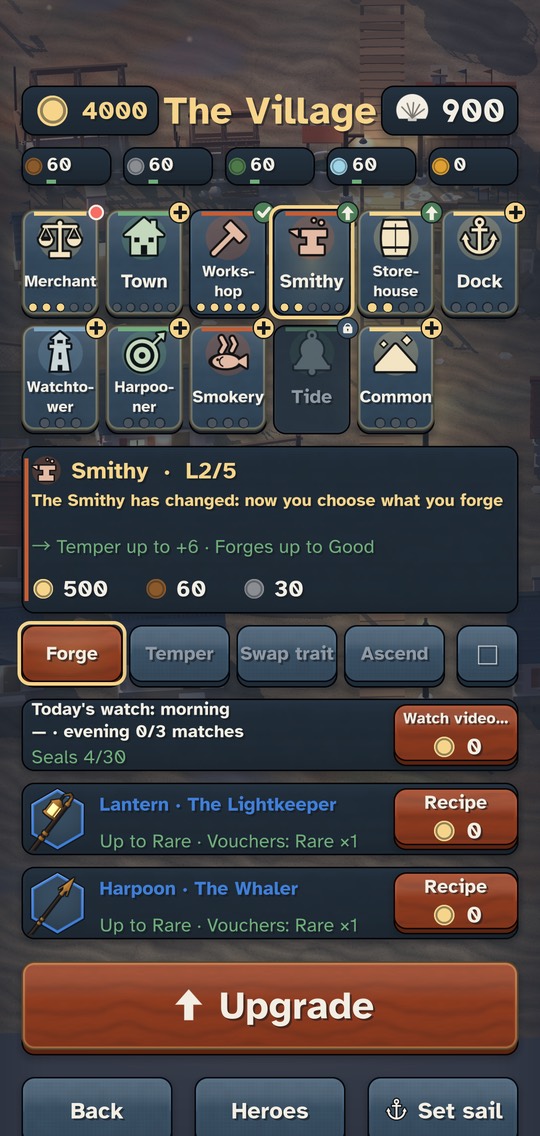 4000 The Village 900
60 60 60 60 0
Merchant Town Works- Smithy Store- Dock
hop house
Watchto- Harpoo- Smokery Tide Common
wer ner
Smithy · L2/5
The Smithy has changed: now you choose what you forge
→ Temper up to +6 · Forges up to Good
500 60 30
Forge Temper Swap trait Ascend
Today's watch: morning
— · evening 0/3 matches
Seals 4/30
Watch video...
0
Lantern · The Lightkeeper
Up to Rare · Vouchers: Rare ×1
Recipe
0
Harpoon · The Whaler
Up to Rare · Vouchers: Rare ×1
Recipe
0
Upgrade
Back Heroes Set sail